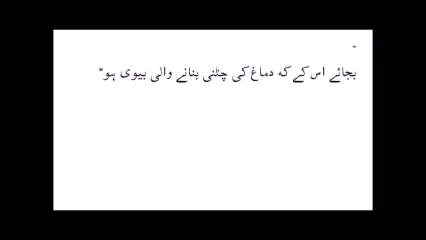 "
بجائے اس کے کہ دماغ کی چٹنی بنانے والی بیوی ہو"